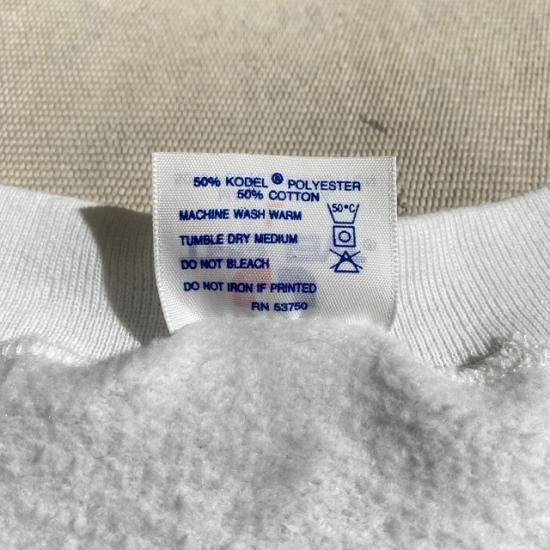 50% KODEL® POLYESTER
50% COTTON
MACHINE WASH WARM 50°C
TUMBLE DRY MEDIUM
DO NOT BLEACH
DO NOT IRON IF PRINTED
RN 53750